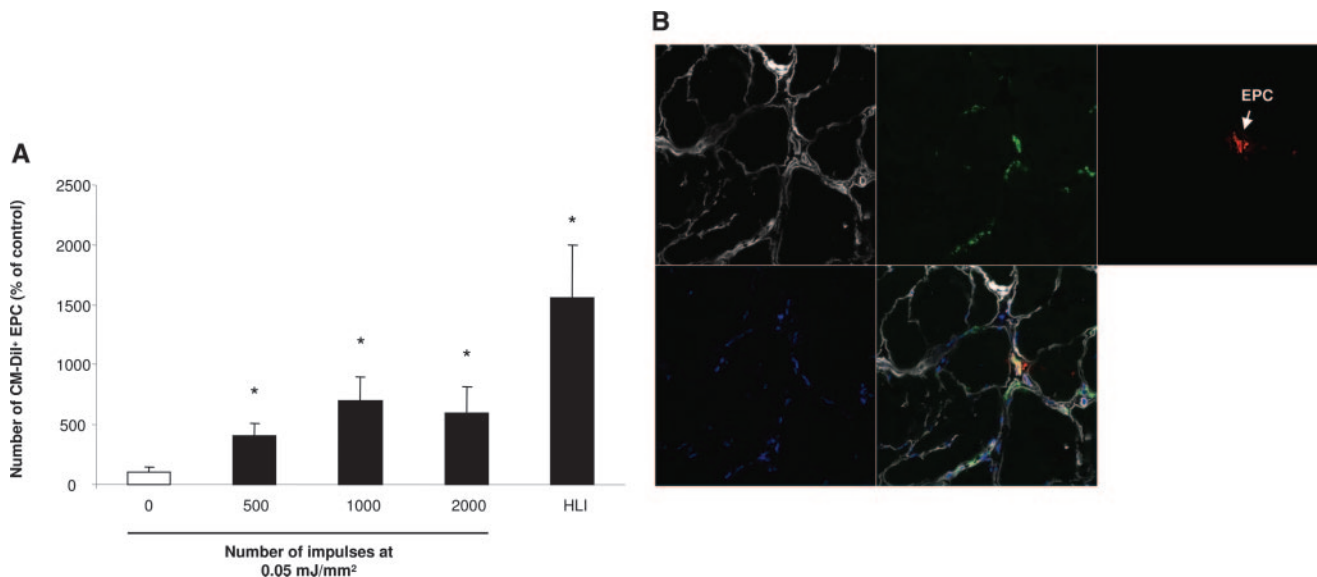 A
Number of CM-DiI+ EPC (% of control)
2500
2000
1500
1000
500
0
*
*
*
*
0
500
1000
2000
HLI
Number of impulses at
0.05 mJ/mm²
B
EPC